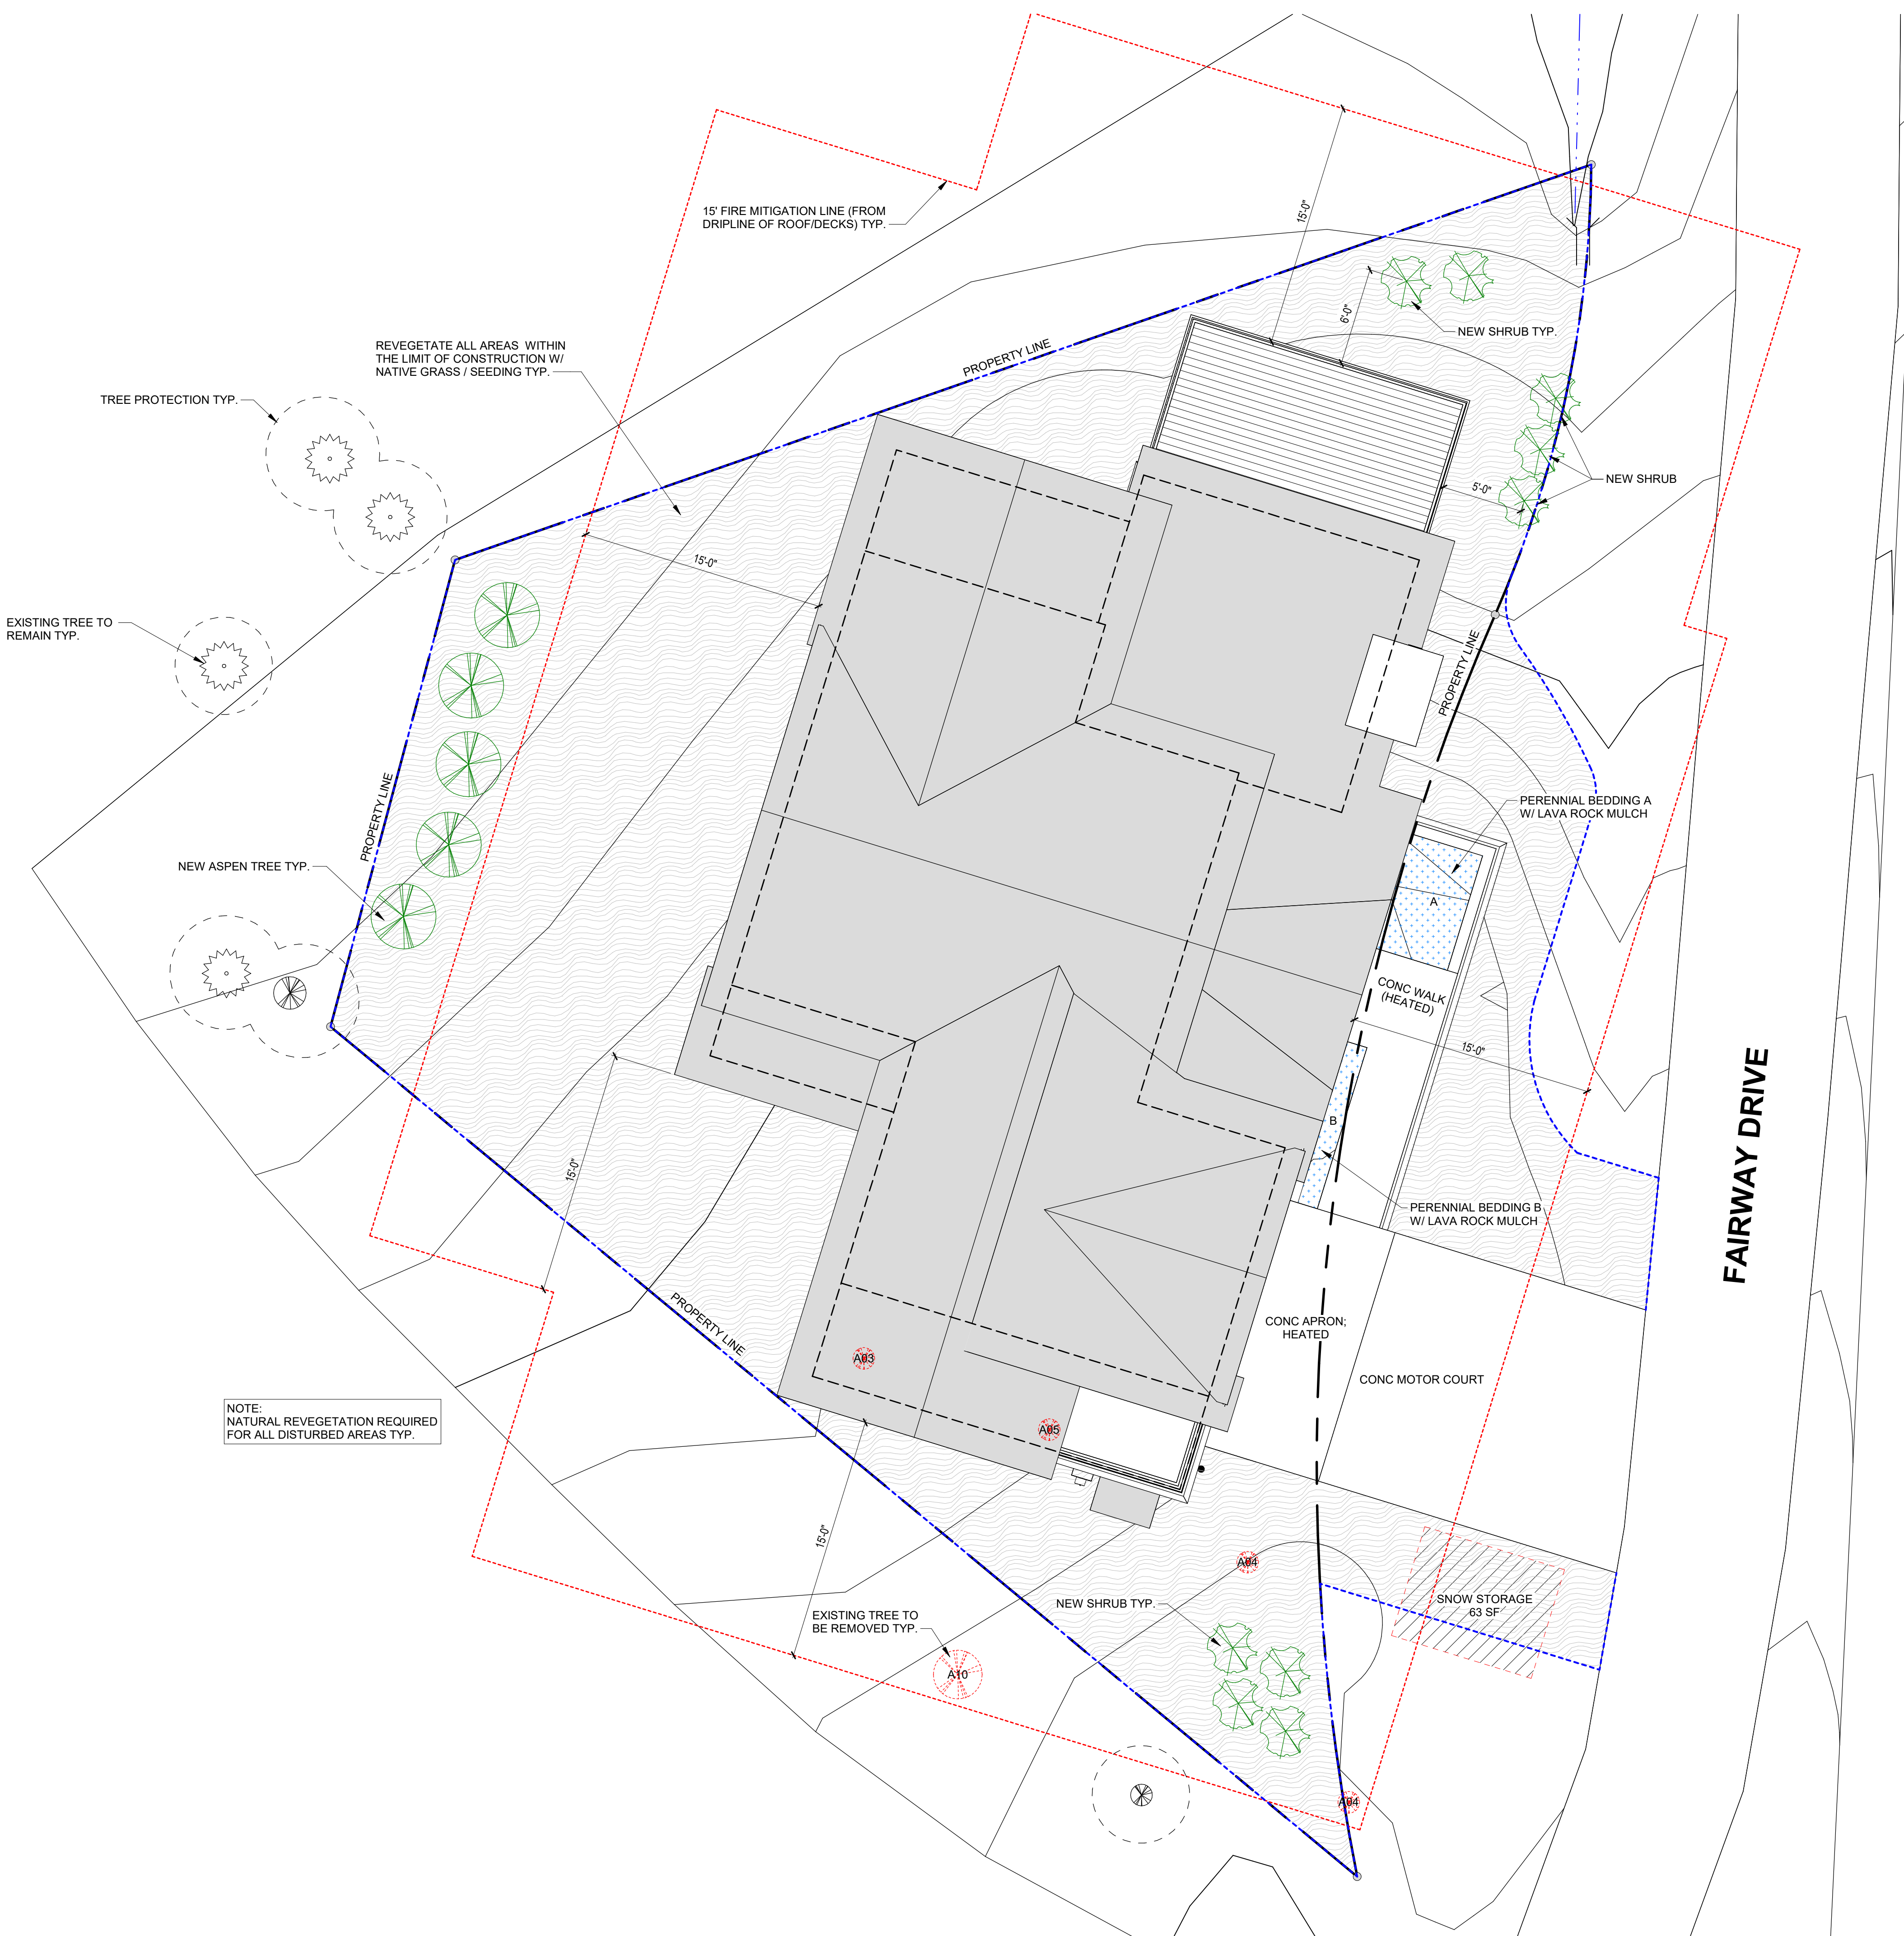 15' FIRE MITIGATION LINE (FROM
DRIPLINE OF ROOF/DECKS) TYP.
15'-0"
6'-0"
NEW SHRUB TYP.
REVEGETATE ALL AREAS WITHIN
THE LIMIT OF CONSTRUCTION W/
NATIVE GRASS / SEEDING TYP.
PROPERTY LINE
TREE PROTECTION TYP.
NEW SHRUB
5'-0"
15'-0"
EXISTING TREE TO
REMAIN TYP.
PROPERTY LINE
PROPERTY LINE
PERENNIAL BEDDING A
W/ LAVA ROCK MULCH
NEW ASPEN TREE TYP.
A
CONC WALK
(HEATED)
15'-0"
FAIRWAY DRIVE
B
15'-0"
PERENNIAL BEDDING B
W/ LAVA ROCK MULCH
PROPERTY LINE
CONC APRON;
HEATED
A03
CONC MOTOR COURT
NOTE:
NATURAL REVEGETATION REQUIRED
FOR ALL DISTURBED AREAS TYP.
A05
15'-0"
A04
SNOW STORAGE
63 SF
NEW SHRUB TYP.
EXISTING TREE TO
BE REMOVED TYP.
A10
A04